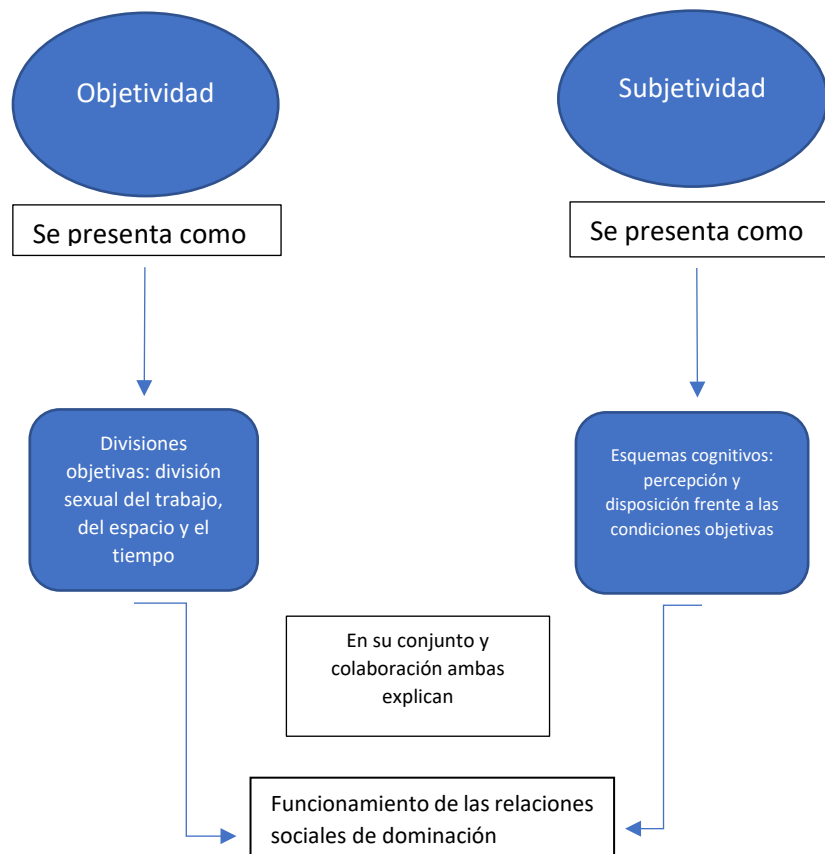 Objetividad
Subjetividad
Se presenta como
Se presenta como
Divisiones
objetivas: división
sexual del trabajo,
del espacio y el
tiempo
Esquemas cognitivos:
percepción y
disposición frente a las
condiciones objetivas
En su conjunto y
colaboración ambas
explican
Funcionamiento de las relaciones
sociales de dominación